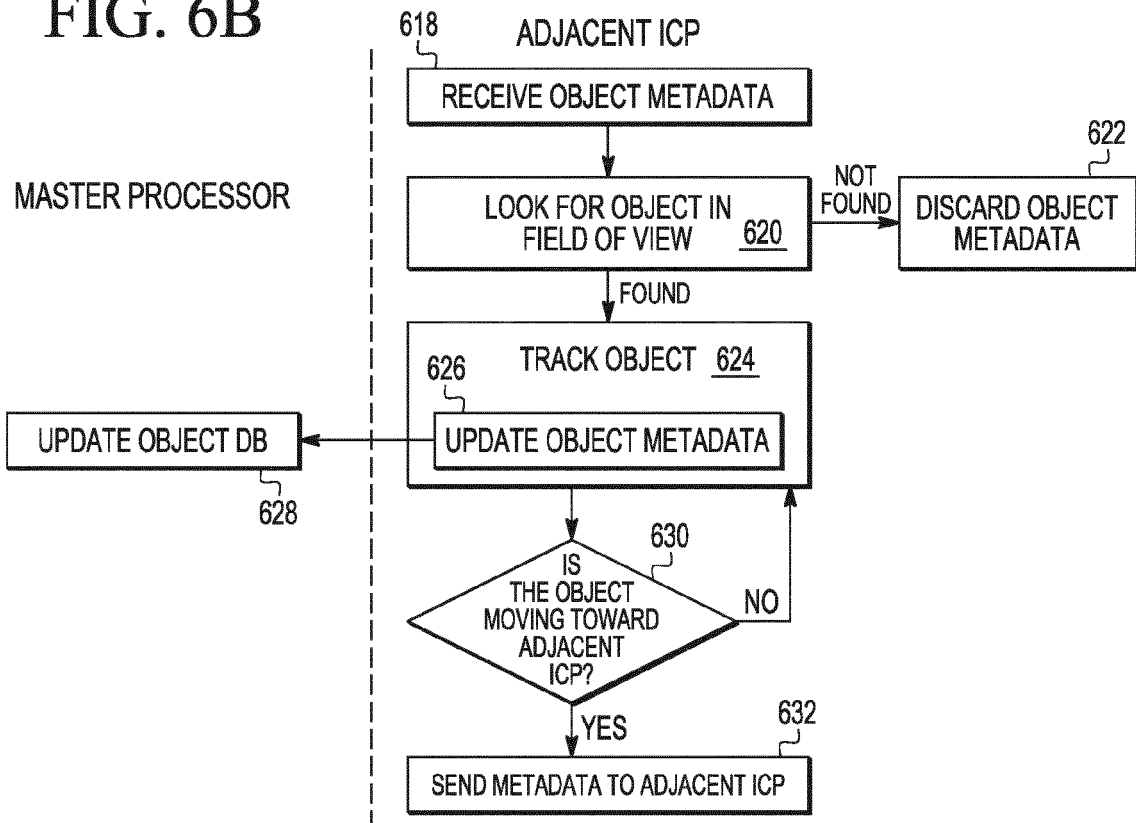 FIG. 6B
ADJACENT ICP
MASTER PROCESSOR
618
RECEIVE OBJECT METADATA
LOOK FOR OBJECT IN
FIELD OF VIEW 620
NOT
FOUND
622
DISCARD OBJECT
METADATA
FOUND
TRACK OBJECT 624
626
UPDATE OBJECT METADATA
UPDATE OBJECT DB
628
630
IS
THE OBJECT
MOVING TOWARD
ADJACENT
ICP?
NO
YES
632
SEND METADATA TO ADJACENT ICP